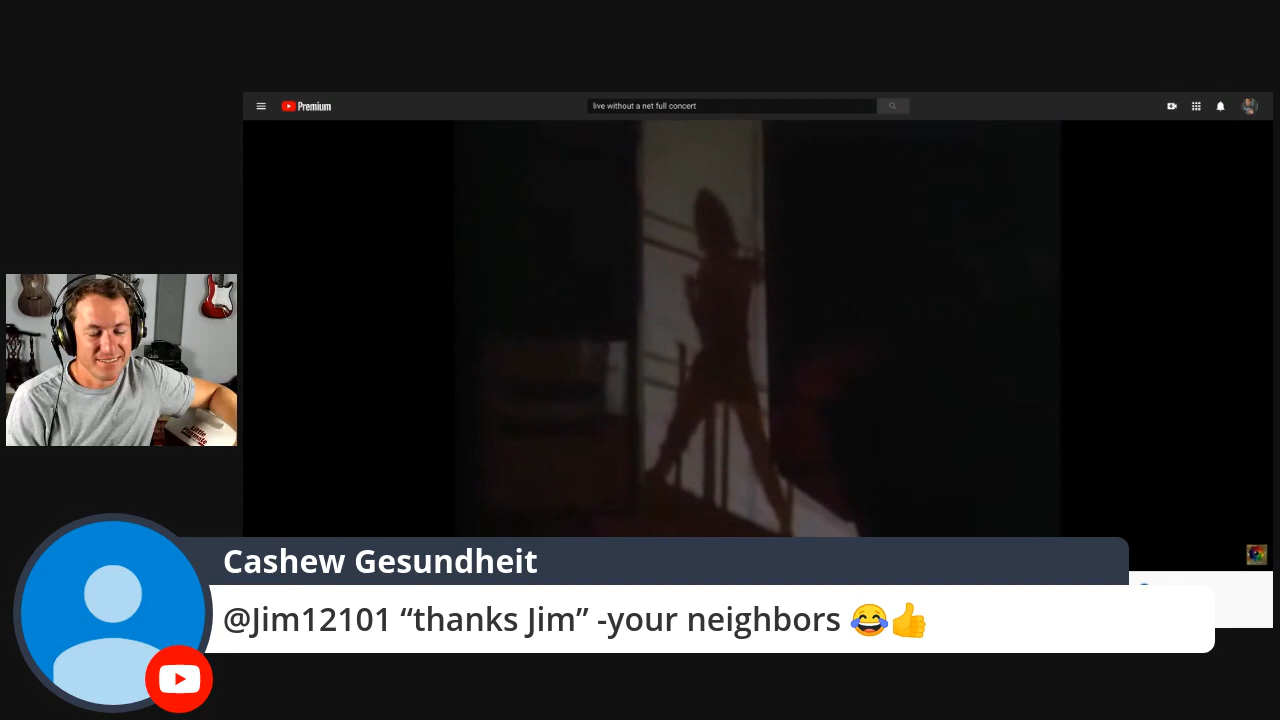 Premium
live without a net full concert
Cashew Gesundheit
@Jim12101 “thanks Jim” -your neighbors 😂👍